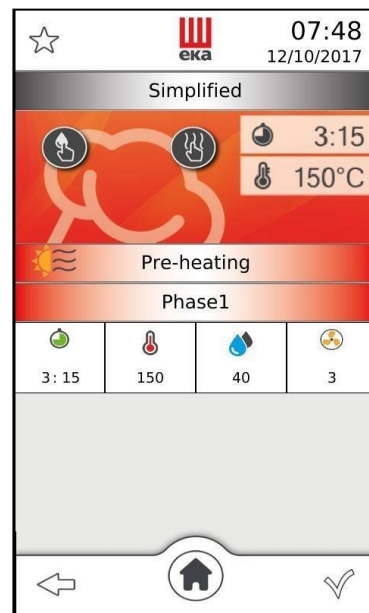 07:48
eka
12/10/2017
Simplified
3:15
150°C
Pre-heating
Phase1
3:15 150 40 3